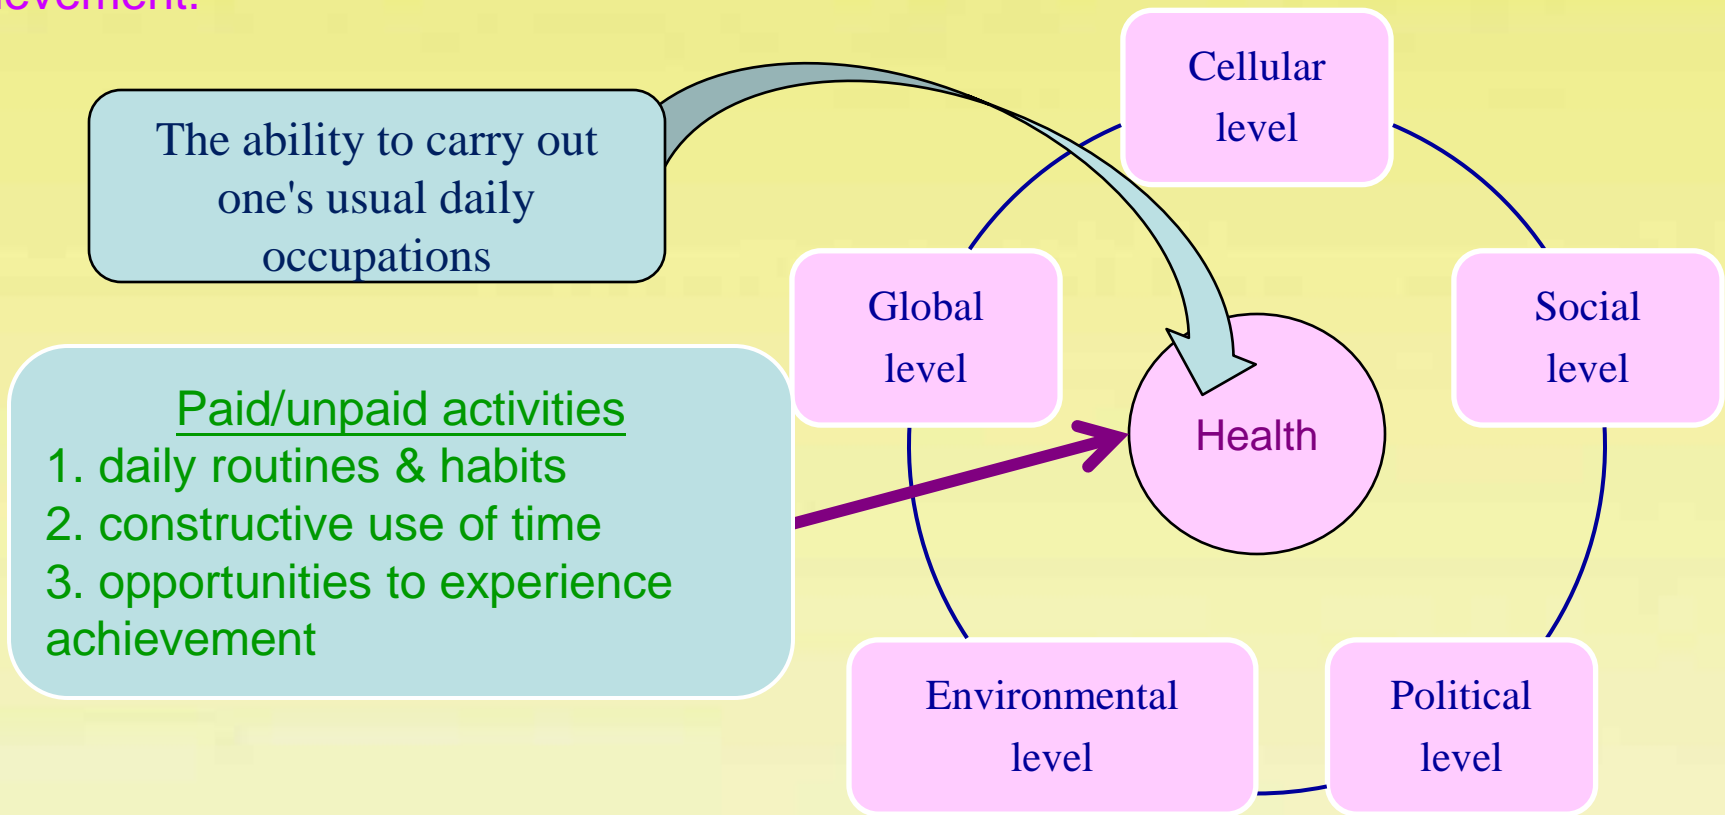 The ability to carry out
one's usual daily
occupations
Paid/unpaid activities
1. daily routines & habits
2. constructive use of time
3. opportunities to experience
achievement
Cellular
level
Global
level
Social
level
Health
Environmental
level
Political
level